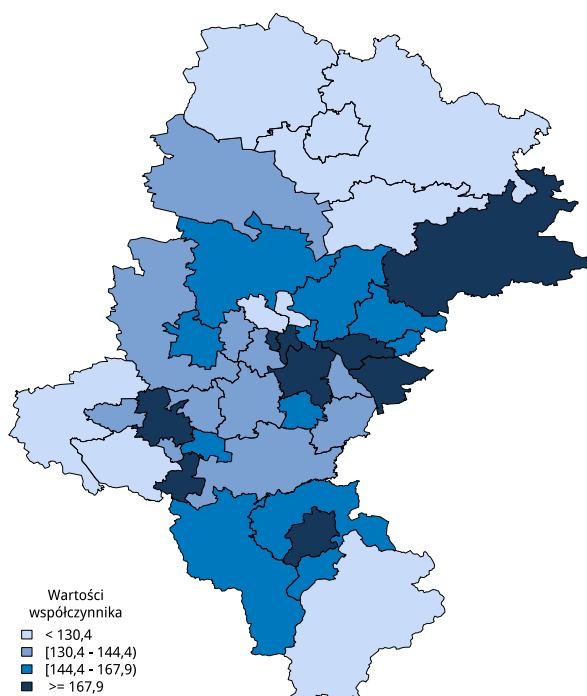 Wartości
współczynnika
< 130,4
[130,4 - 144,4)
[144,4 - 167,9)
>= 167,9